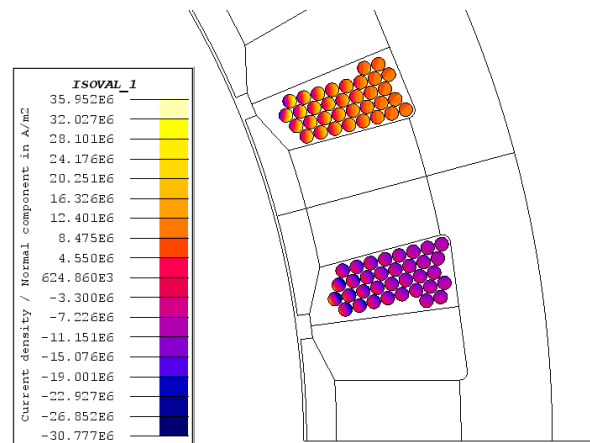 ISOVAL_1
Current density / Normal component in A/m2
35.952E6
32.027E6
28.101E6
24.176E6
20.251E6
16.326E6
12.401E6
8.475E6
4.550E6
624.860E3
-3.300E6
-7.226E6
-11.151E6
-15.076E6
-19.001E6
-22.927E6
-26.852E6
-30.777E6